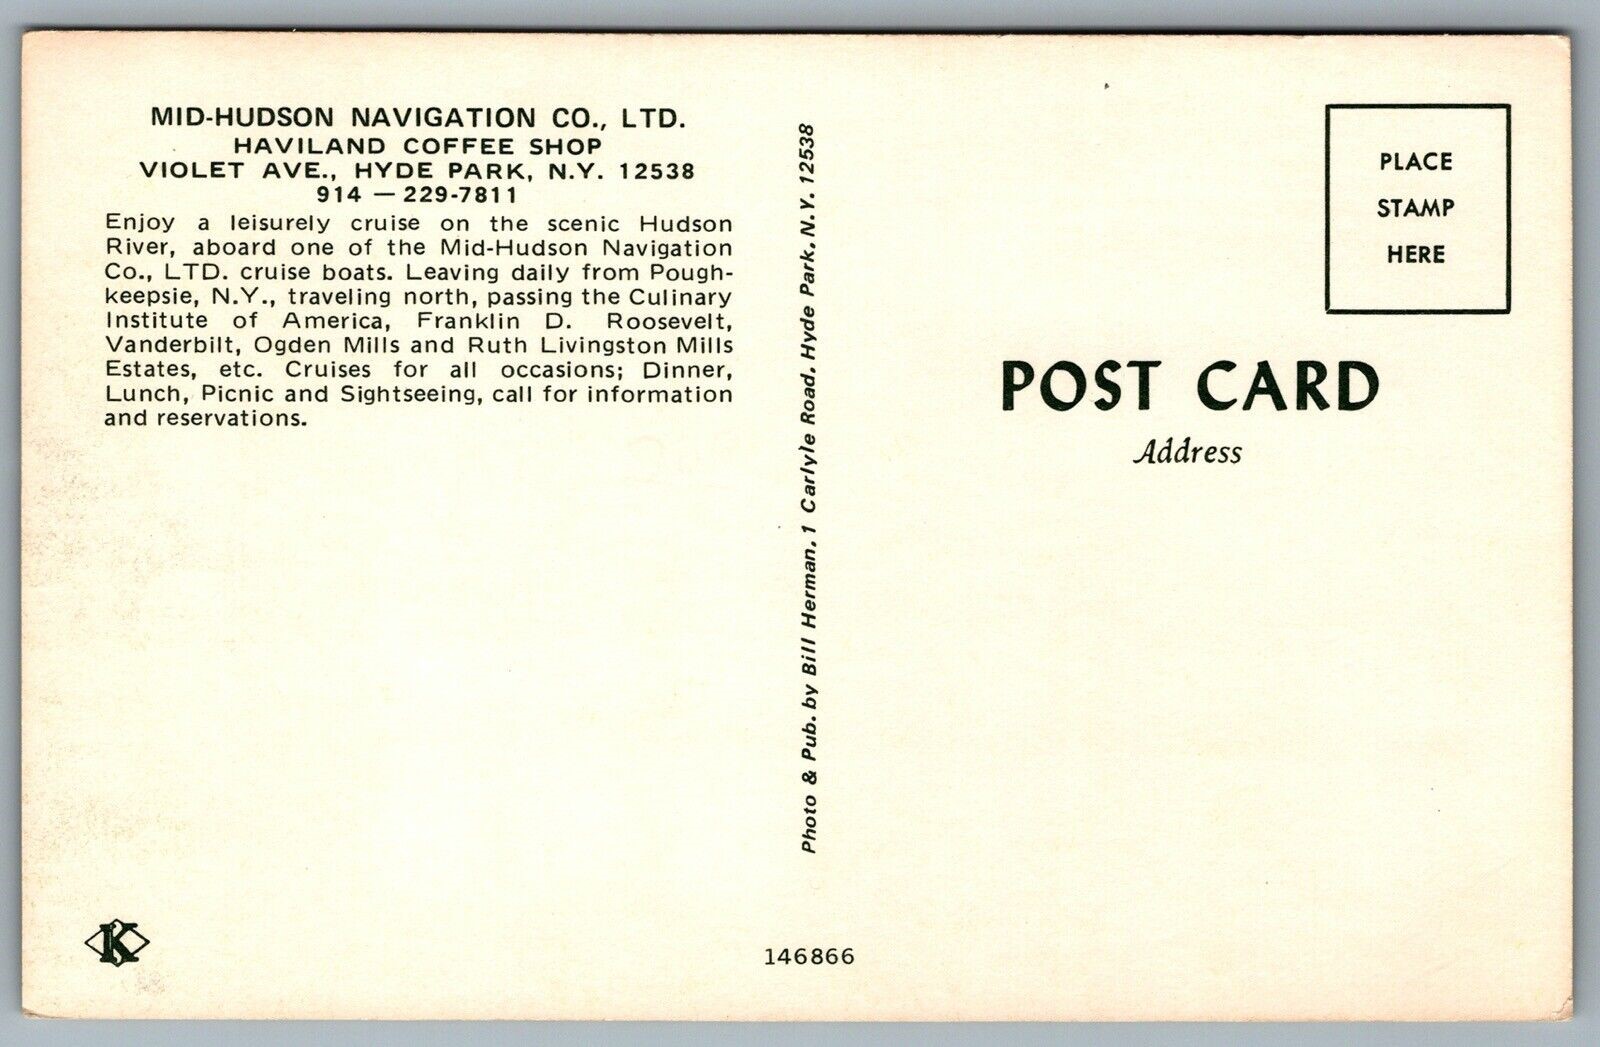 MID-HUDSON NAVIGATION CO., LTD.
HAVILAND COFFEE SHOP
VIOLET AVE., HYDE PARK, N.Y. 12538
914 — 229-7811
Enjoy a leisurely cruise on the scenic Hudson
River, aboard one of the Mid-Hudson Navigation
Co., LTD. cruise boats. Leaving daily from Pough-
keepsie, N.Y., traveling north, passing the Culinary
Institute of America, Franklin D. Roosevelt,
Vanderbilt, Ogden Mills and Ruth Livingston Mills
Estates, etc. Cruises for all occasions; Dinner,
Lunch, Picnic and Sightseeing, call for information
and reservations.
K
Photo & Pub. by Bill Herman, 1 Carlyle Road, Hyde Park, N.Y. 12538
146866
PLACE
STAMP
HERE
POST CARD
Address